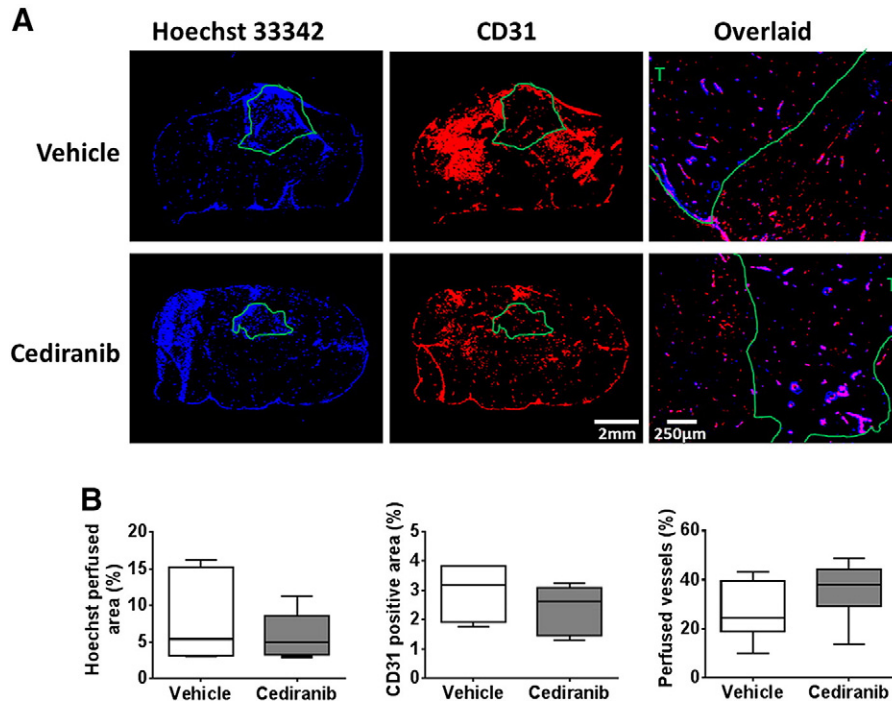 A
Hoechst 33342
CD31
Overlaid
Vehicle
T
Cediranib
T
2mm
250µm
B
Hoechst perfused
area (%)
20
15
10
5
0
Vehicle
Cediranib
CD31 positive area (%)
5
4
3
2
1
0
Vehicle
Cediranib
Perfused vessels (%)
60
40
20
0
Vehicle
Cediranib